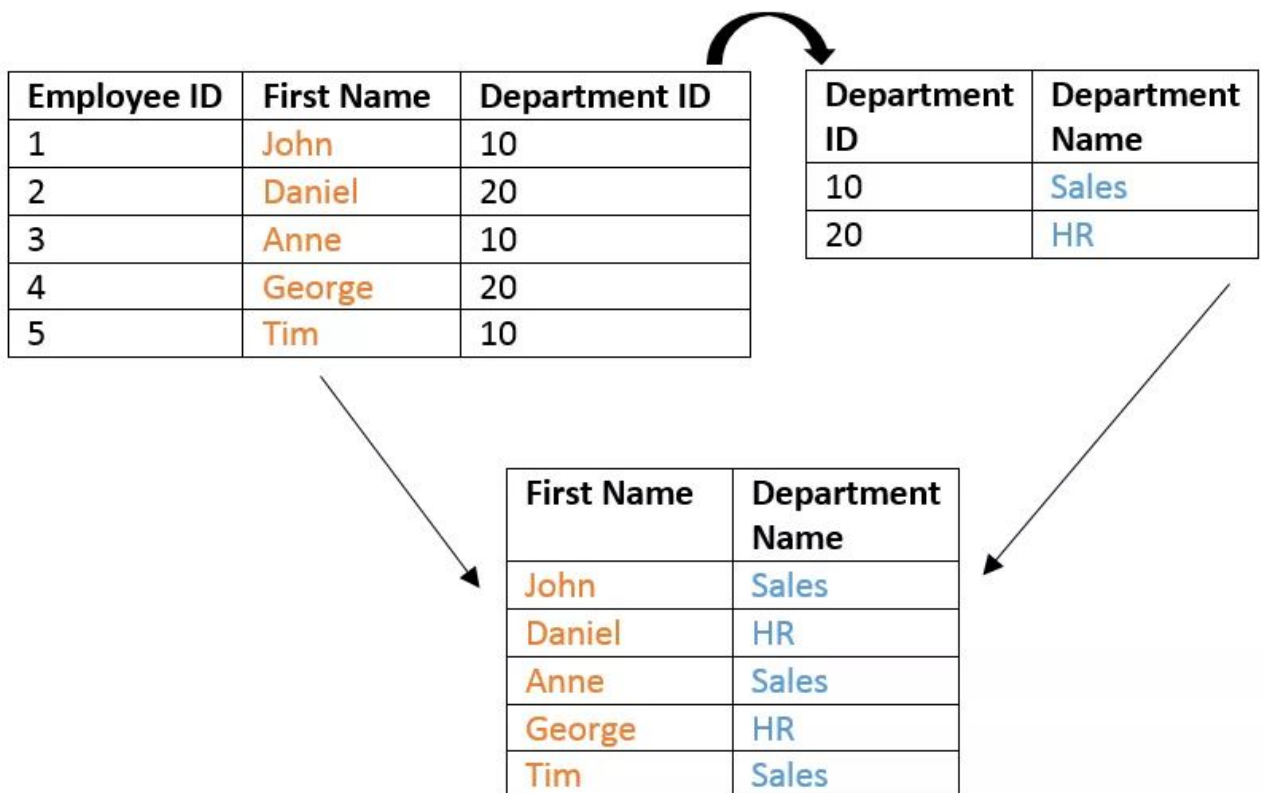 Employee ID First Name Department ID
1 John 10
2 Daniel 20
3 Anne 10
4 George 20
5 Tim 10
Department Department
ID Name
10 Sales
20 HR
First Name Department
Name
John Sales
Daniel HR
Anne Sales
George HR
Tim Sales